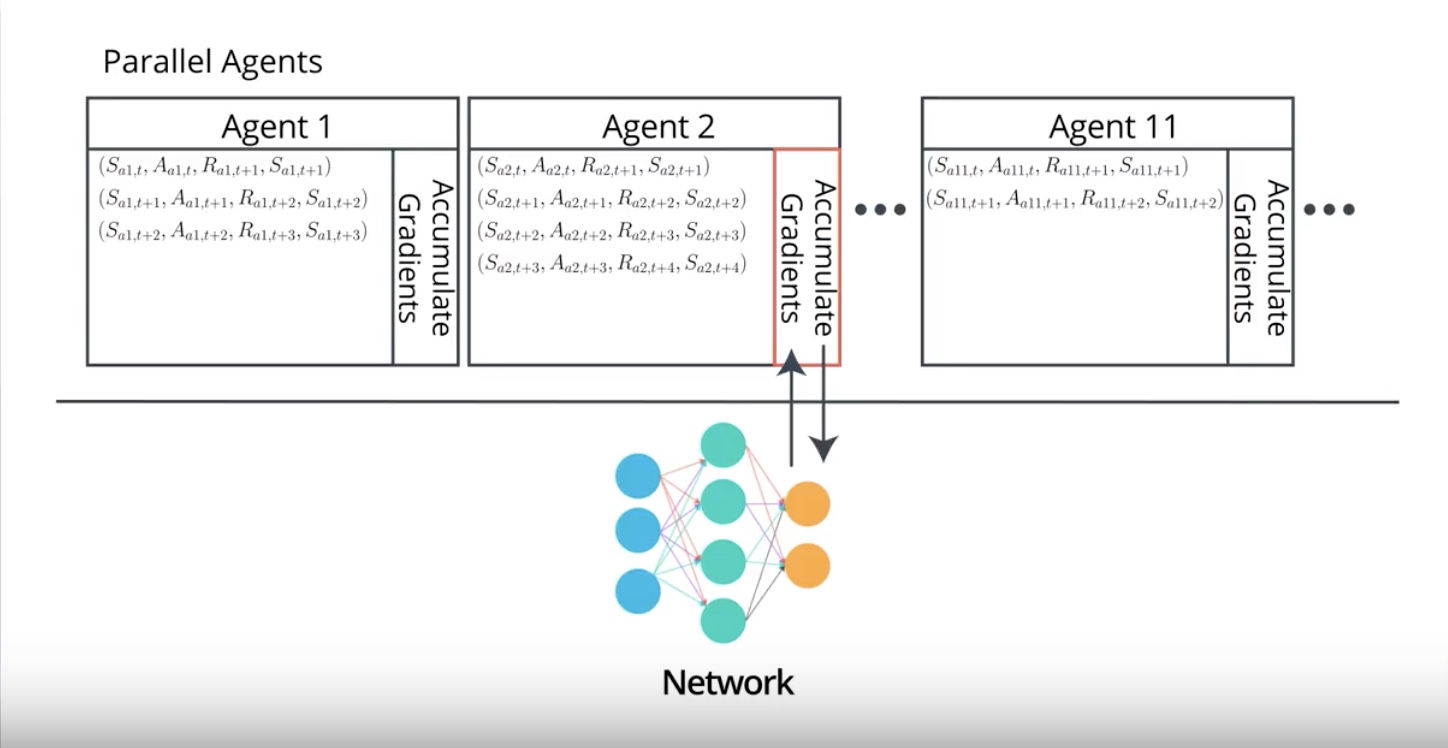 Parallel Agents
Agent 1
(S_{a1,t}, A_{a1,t}, R_{a1,t+1}, S_{a1,t+1})
(S_{a1,t+1}, A_{a1,t+1}, R_{a1,t+2}, S_{a1,t+2})
(S_{a1,t+2}, A_{a1,t+2}, R_{a1,t+3}, S_{a1,t+3})
Accumulate
Gradients
Agent 2
(S_{a2,t}, A_{a2,t}, R_{a2,t+1}, S_{a2,t+1})
(S_{a2,t+1}, A_{a2,t+1}, R_{a2,t+2}, S_{a2,t+2})
(S_{a2,t+2}, A_{a2,t+2}, R_{a2,t+3}, S_{a2,t+3})
(S_{a2,t+3}, A_{a2,t+3}, R_{a2,t+4}, S_{a2,t+4})
Accumulate
Gradients
Agent 11
(S_{a11,t}, A_{a11,t}, R_{a11,t+1}, S_{a11,t+1})
(S_{a11,t+1}, A_{a11,t+1}, R_{a11,t+2}, S_{a11,t+2})
Accumulate
Gradients
Network